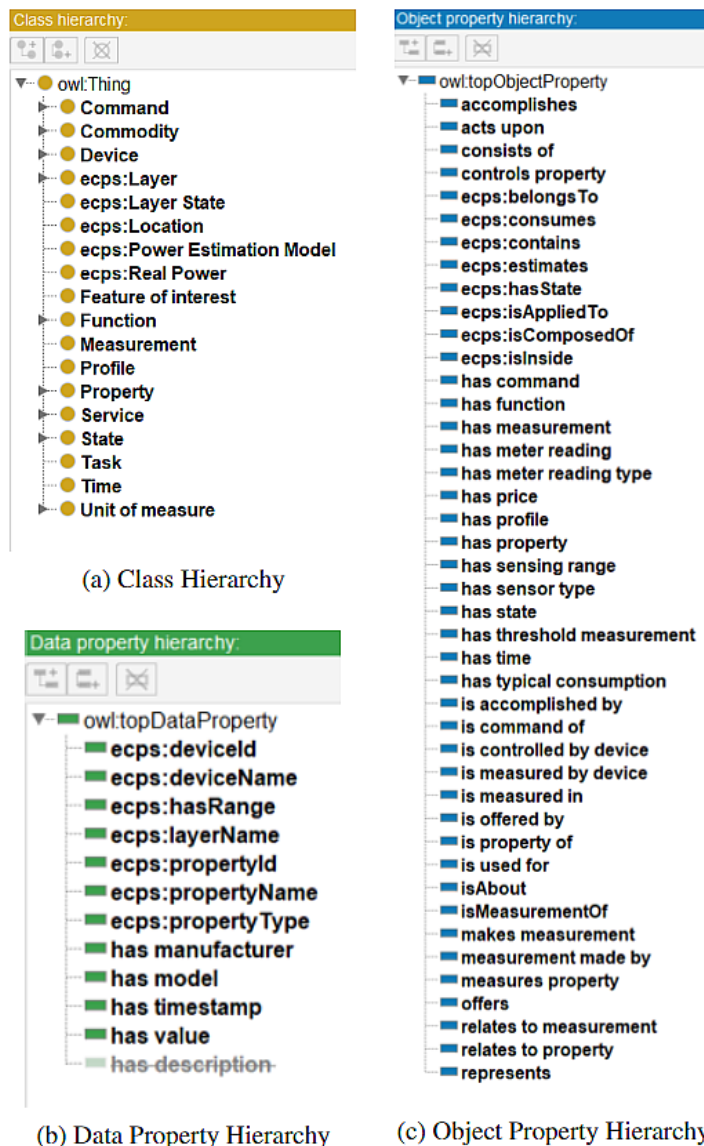 Class hierarchy:
owl:Thing
Command
Commodity
Device
ecps:Layer
ecps:Layer State
ecps:Location
ecps:Power Estimation Model
ecps:Real Power
Feature of interest
Function
Measurement
Profile
Property
Service
State
Task
Time
Unit of measure
(a) Class Hierarchy
Data property hierarchy:
owl:topDataProperty
ecps:deviceId
ecps:deviceName
ecps:hasRange
ecps:layerName
ecps:propertyId
ecps:propertyName
ecps:propertyType
has manufacturer
has model
has timestamp
has value
has description
(b) Data Property Hierarchy
Object property hierarchy:
owl:topObjectProperty
accomplishes
acts upon
consists of
controls property
ecps:belongsTo
ecps:consumes
ecps:contains
ecps:estimates
ecps:hasState
ecps:isAppliedTo
ecps:isComposedOf
ecps:isInside
has command
has function
has measurement
has meter reading
has meter reading type
has price
has profile
has property
has sensing range
has sensor type
has state
has threshold measurement
has time
has typical consumption
is accomplished by
is command of
is controlled by device
is measured by device
is measured in
is offered by
is property of
is used for
isAbout
isMeasurementOf
makes measurement
measurement made by
measures property
offers
relates to measurement
relates to property
represents
(c) Object Property Hierarchy